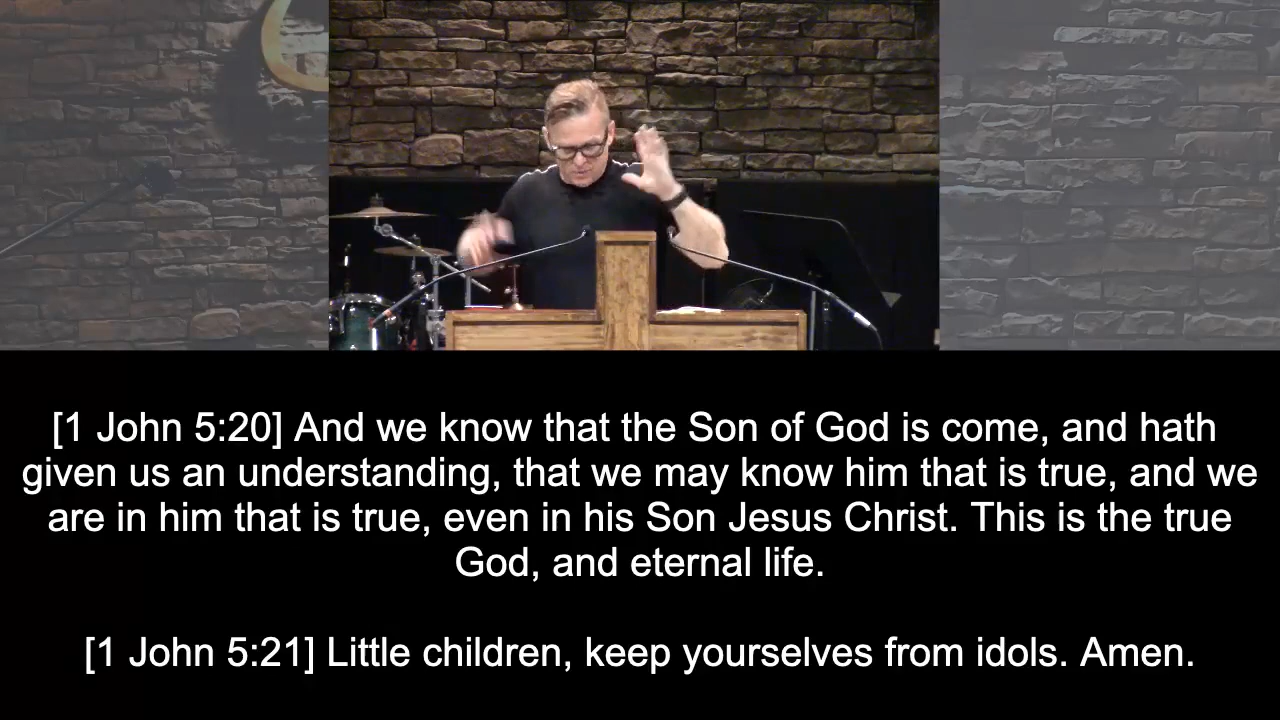 [1 John 5:20] And we know that the Son of God is come, and hath
given us an understanding, that we may know him that is true, and we
are in him that is true, even in his Son Jesus Christ. This is the true
God, and eternal life.
[1 John 5:21] Little children, keep yourselves from idols. Amen.